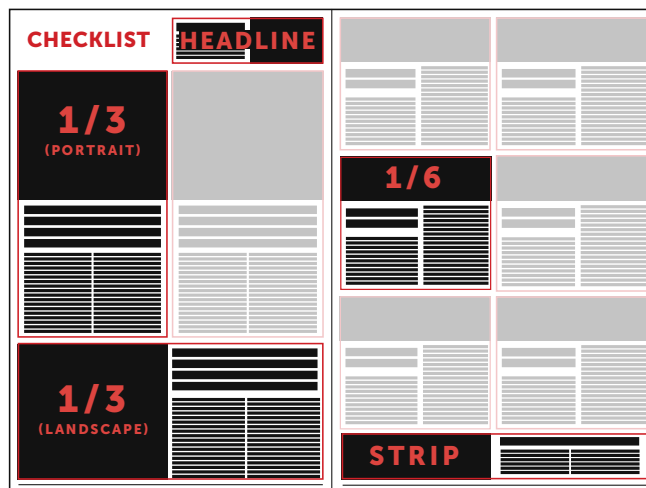 CHECKLIST
HEADLINE
1/3
(PORTRAIT)
1/3
(LANDSCAPE)
1/6
STRIP